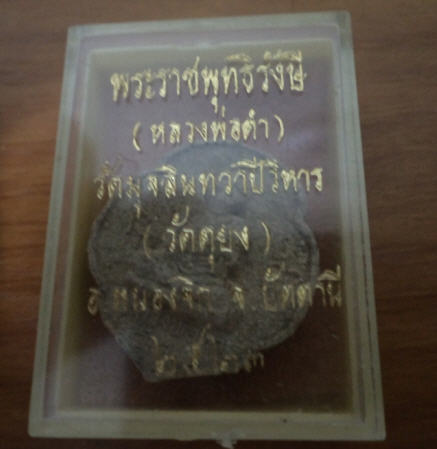 พระราชพุทธิรังษี
(หลวงพ่อดำ)
วัดมุจลินทวาปีวิหาร
(วัดตุยง)
อ.หนองจิก จ.ปัตตานี